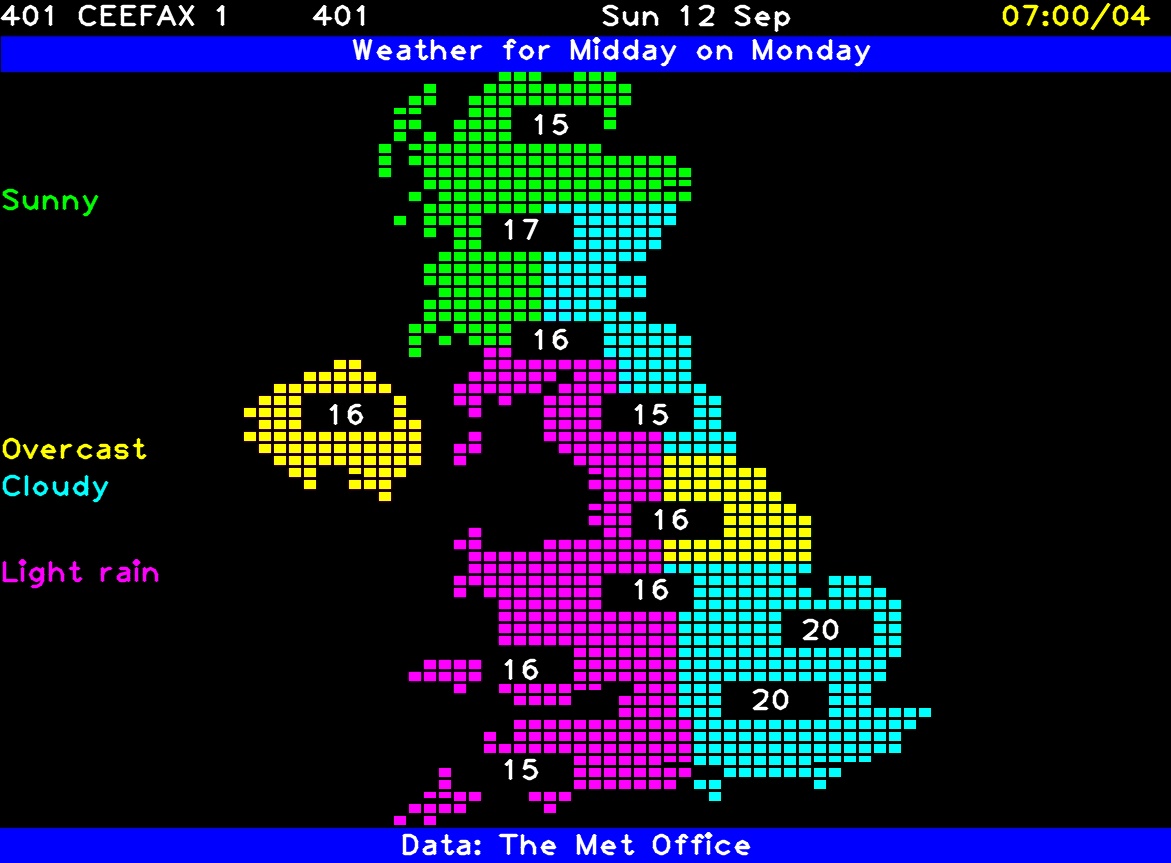 401 CEEFAX 1 401 Sun 12 Sep 07:00/04
Weather for Midday on Monday
15
Sunny
17
16
16 15
Overcast
Cloudy
16
Light rain
16
20
16
20
15
Data: The Met Office